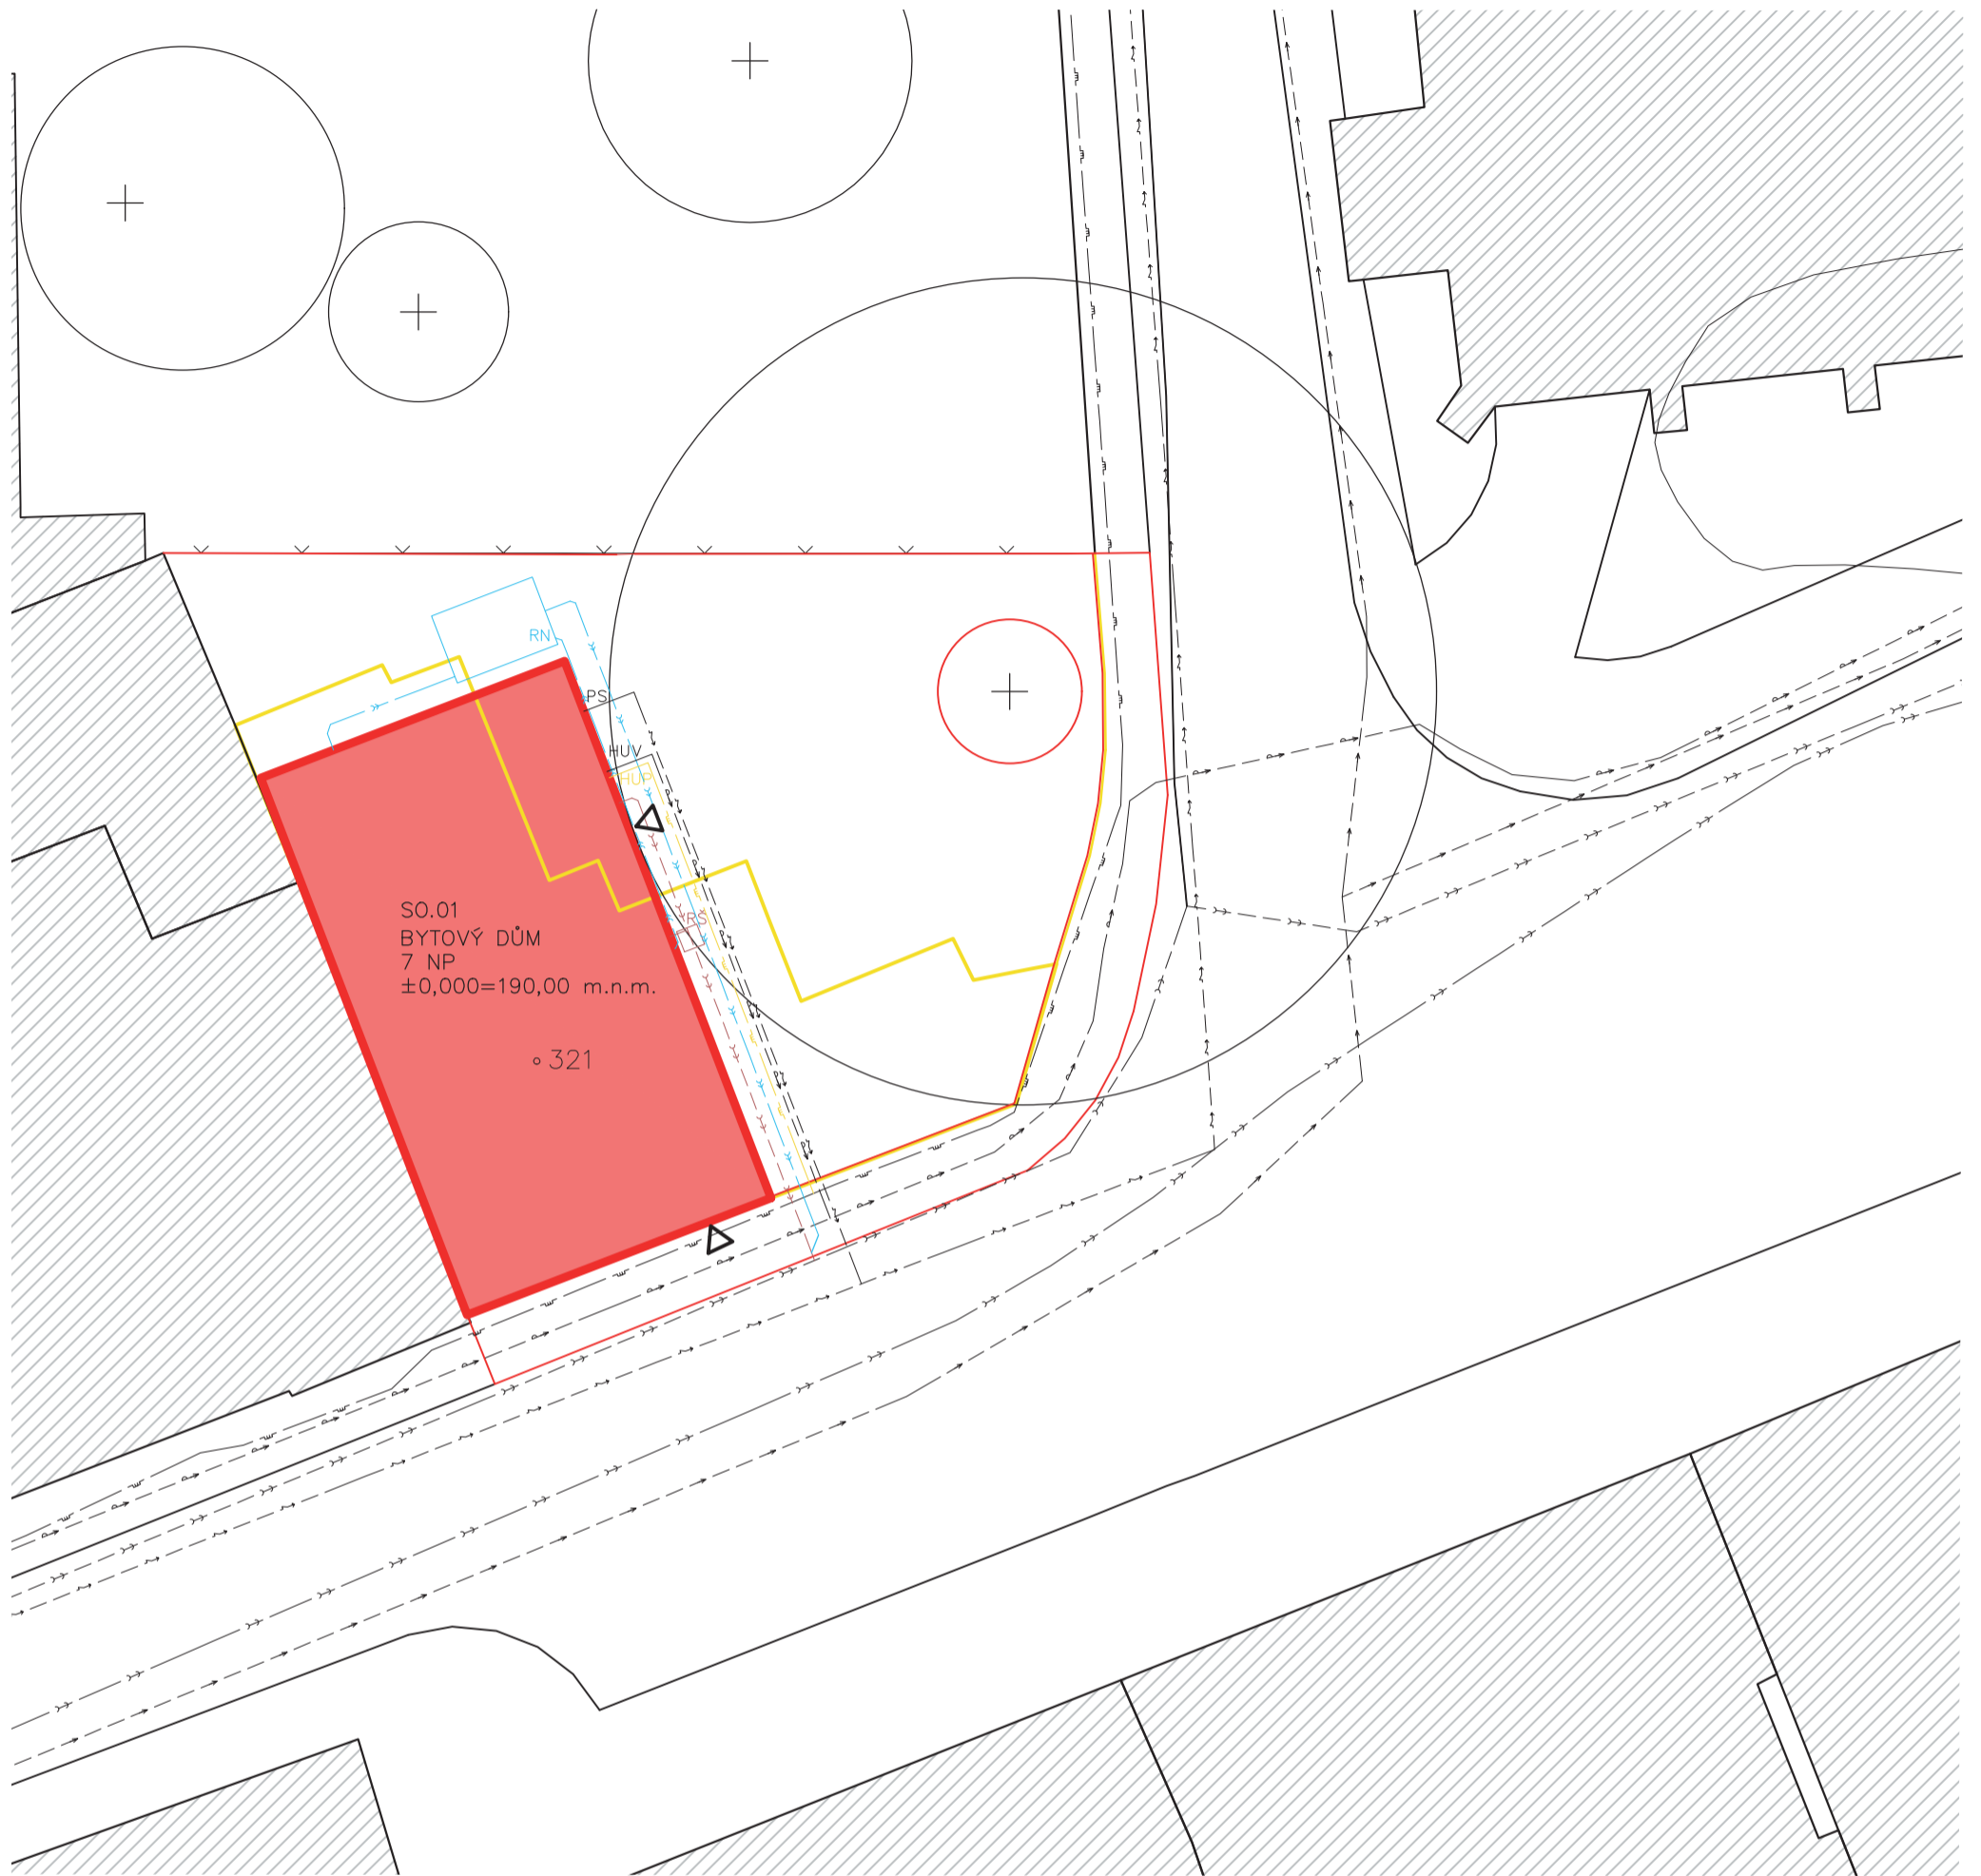 RN
PS
HUV
HUP
RŠ
SO.01
BYTOVÝ DŮM
7 NP
±0,000=190,00 m.n.m.
321